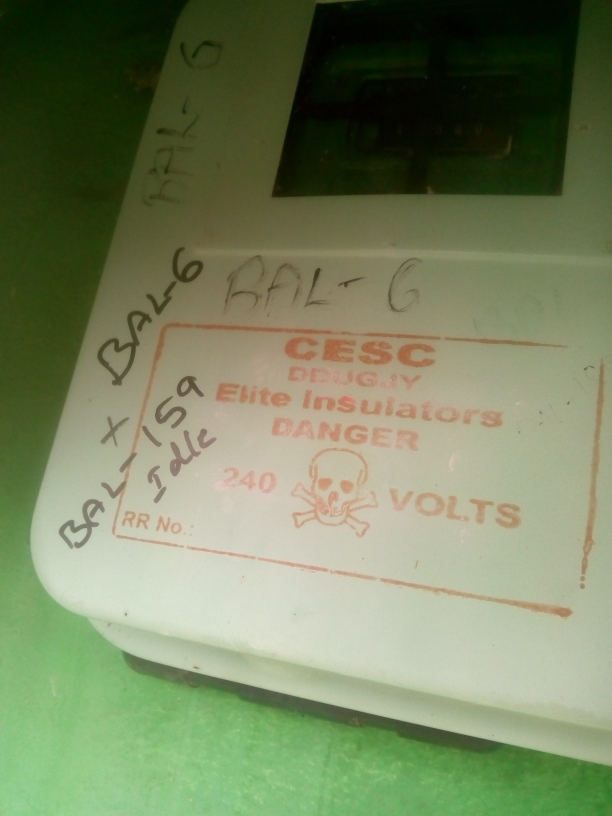 BAL-6
BAL-6
BAL-6
X
BAL-159
Idle
CESC
DDUGJY
Elite Insulators
DANGER
240 VOLTS
RR No.: